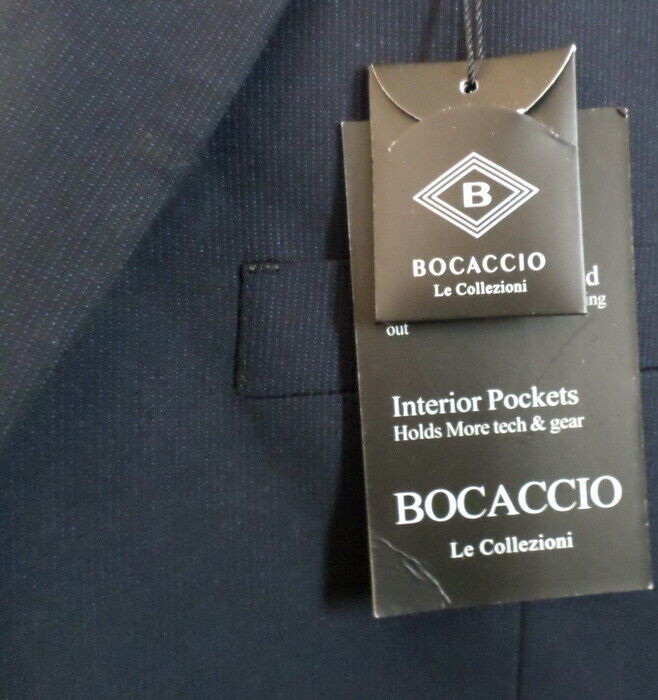 B
BOCACCIO
Le Collezioni
out
Interior Pockets
Holds More tech & gear
BOCACCIO
Le Collezioni